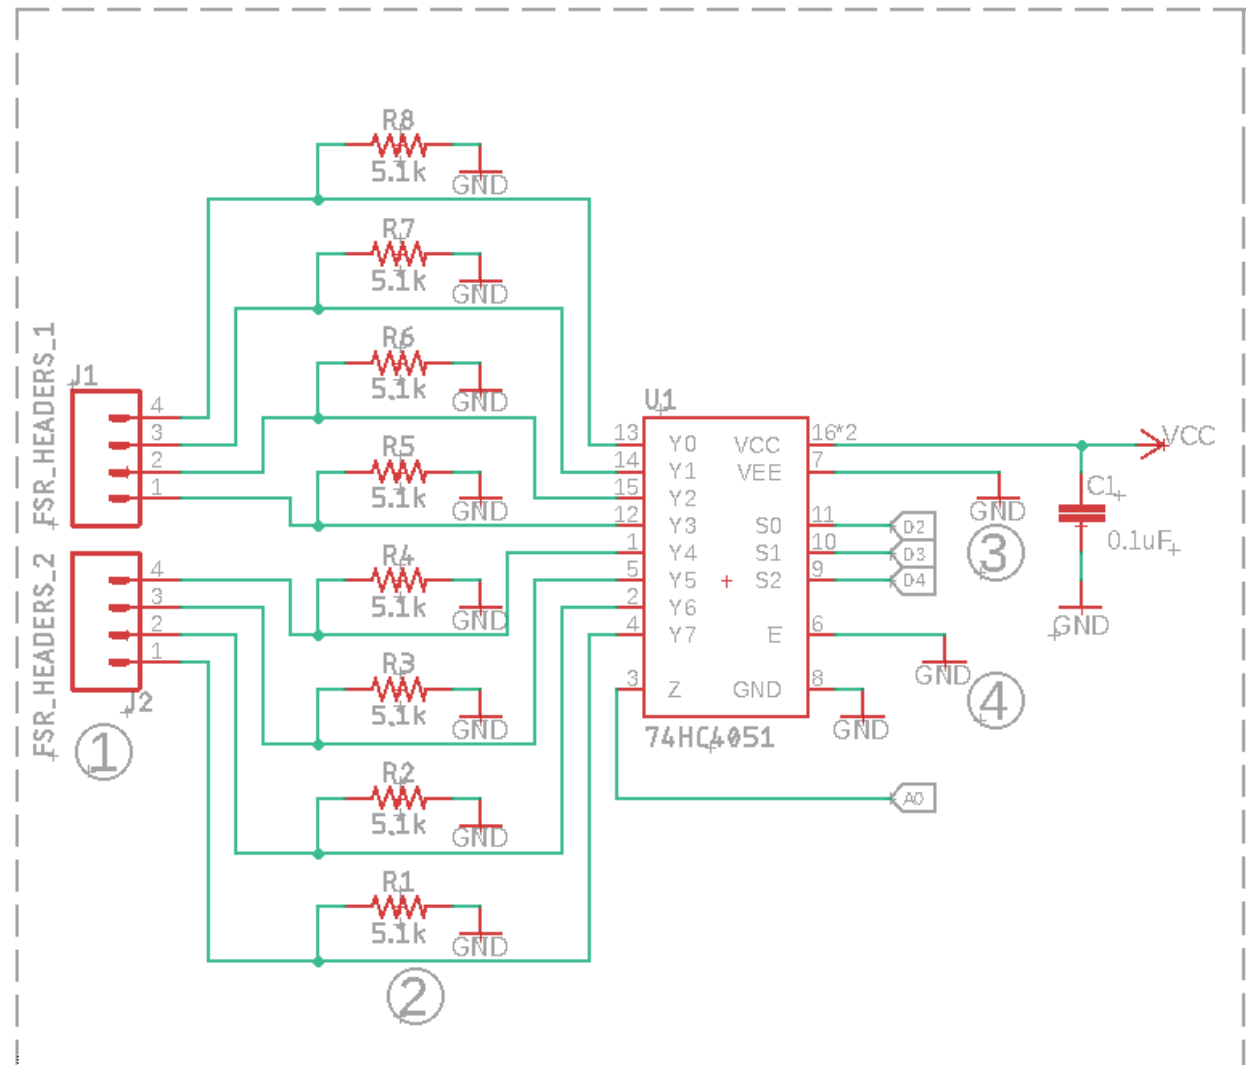 R8
5.1k
GND
R7
5.1k
GND
R6
5.1k
GND
R5
5.1k
GND
R4
5.1k
GND
R3
5.1k
GND
R2
5.1k
GND
R1
5.1k
GND
2
FSR_HEADERS_1
J1
4
3
2
1
FSR_HEADERS_2
4
3
2
1
J2
1
U1
13 Y0 VCC 16*2
14 Y1 VEE 7
15 Y2
12 Y3 S0 11 D2
1 Y4 S1 10 D3
5 Y5 S2 9 D4
2 Y6
4 Y7 E 6
3 Z GND 8
74HC4051
VCC
C1
0.1uF
GND
GND
3
GND
4
GND
A0